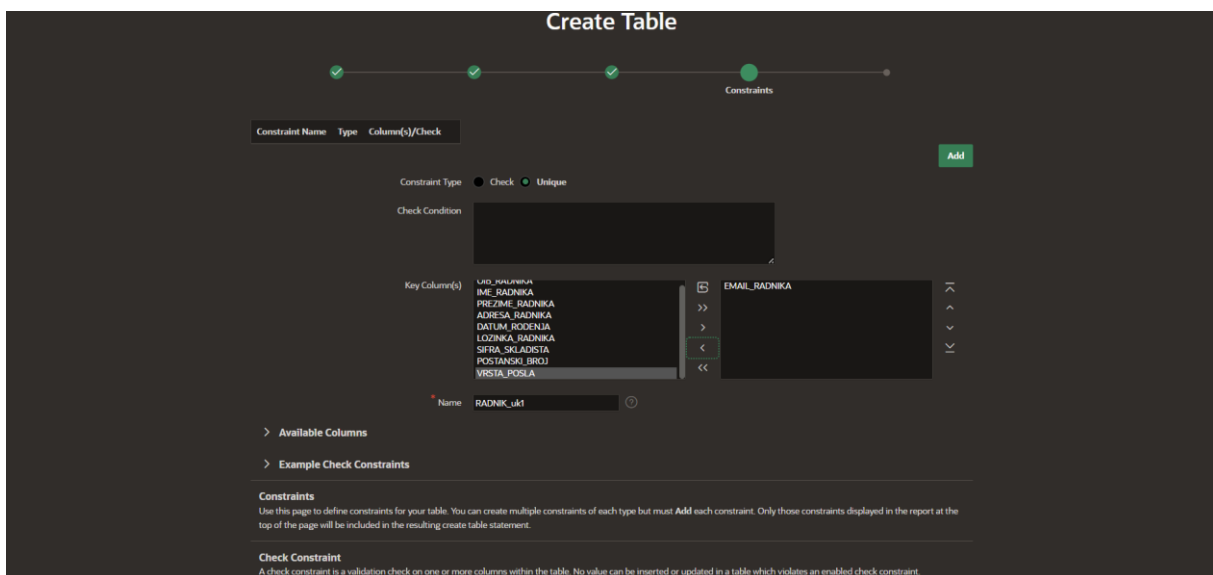 Create Table
Constraints
Constraint Name Type Column(s)/Check
Add
Constraint Type Check Unique
Check Condition
Key Column(s)
OIB_RADNIKA
IME_RADNIKA
PREZIME_RADNIKA
ADRESA_RADNIKA
DATUM_RODENJA
LOZINKA_RADNIKA
SIFRA_SKLADISTA
POSTANSKI_BROJ
VRSTA_POSLA
EMAIL_RADNIKA
* Name RADNIK_uk1
Available Columns
Example Check Constraints
Constraints
Use this page to define constraints for your table. You can create multiple constraints of each type but must Add each constraint. Only those constraints displayed in the report at the
top of the page will be included in the resulting create table statement.
Check Constraint
A check constraint is a validation check on one or more columns within the table. No value can be inserted or updated in a table which violates an enabled check constraint.